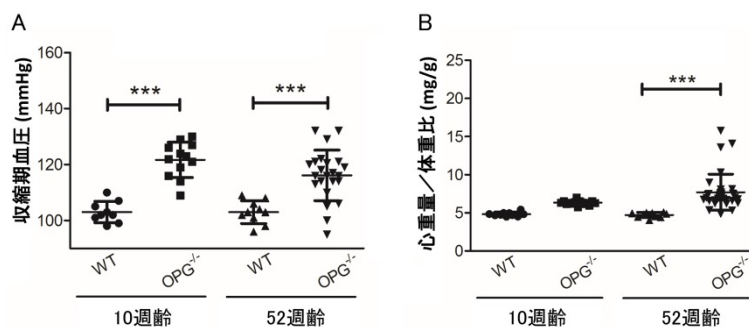 A
収縮期血圧 (mmHg)
160
140
120
100
***
***
WT
OPG-/-
WT
OPG-/-
10週齢
52週齢
B
心重量／体重比 (mg/g)
25
20
15
10
5
0
***
WT
OPG-/-
WT
OPG-/-
10週齢
52週齢